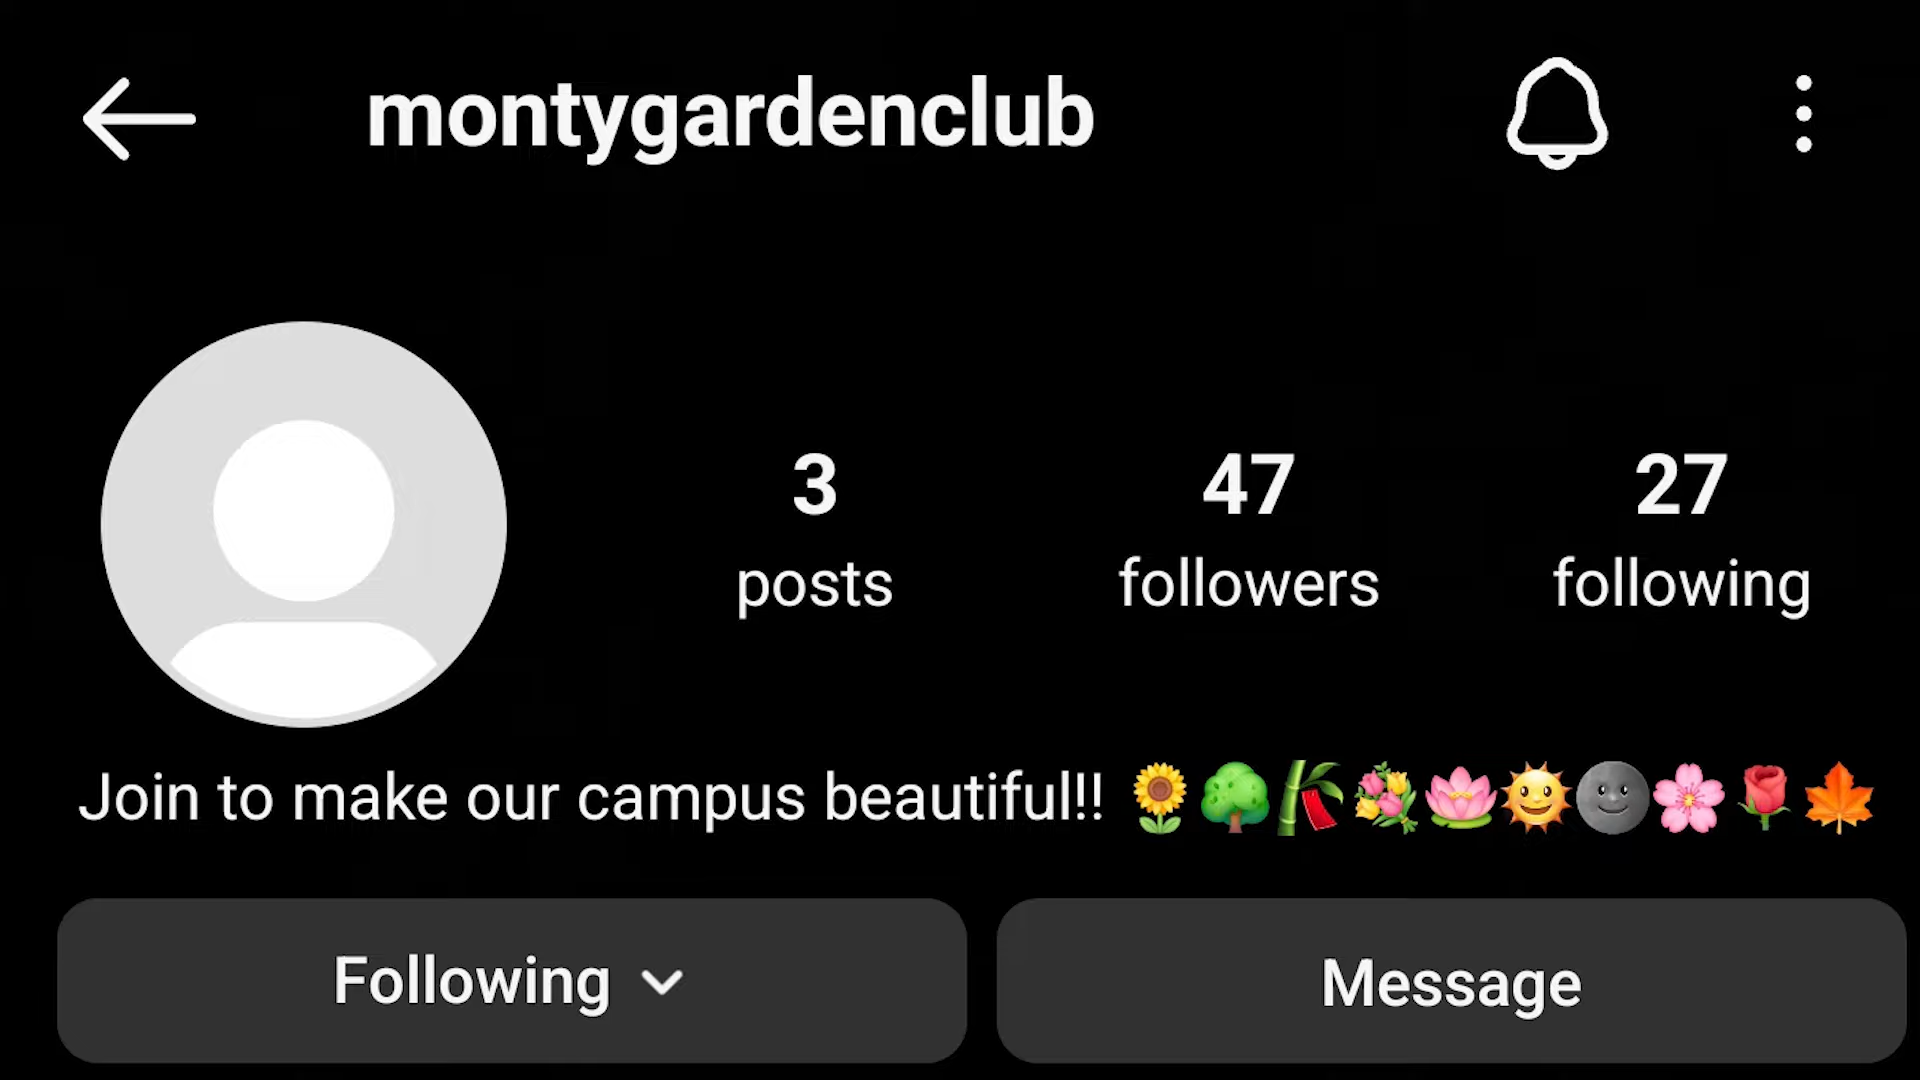 montygardenclub
3 47 27
posts followers following
Join to make our campus beautiful!! 🌻🌳🎋💐🪷🌞🌚🌸🌹🍁
Following Message